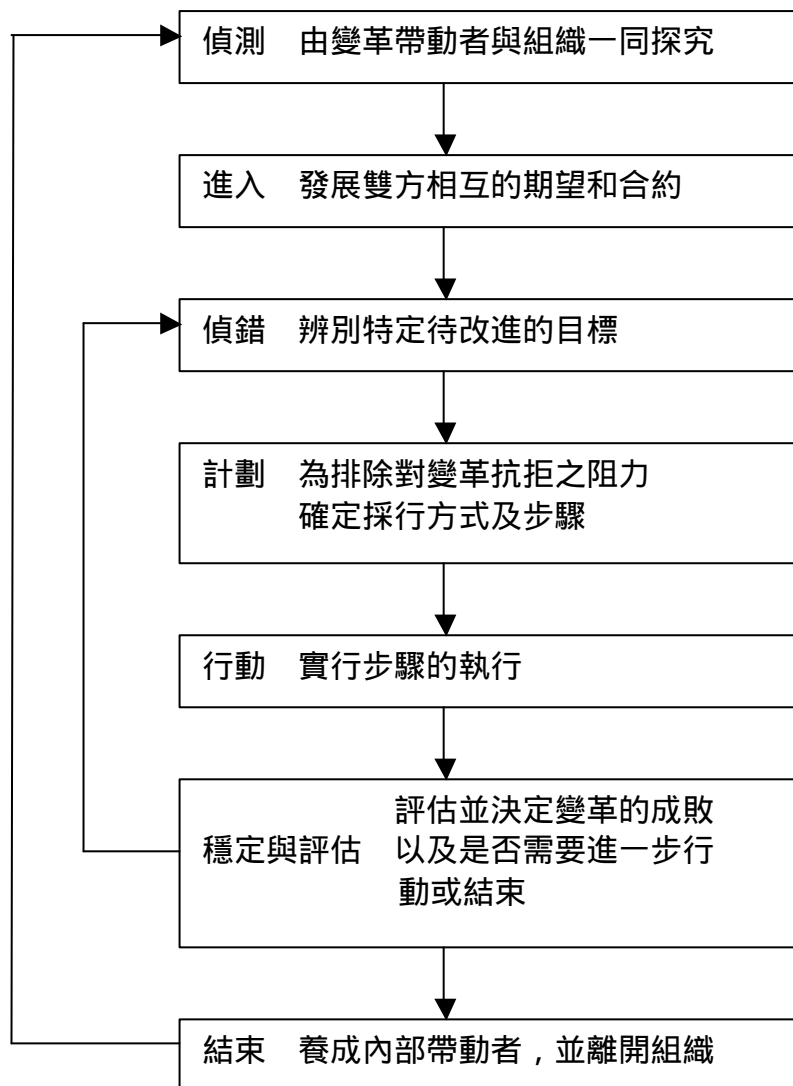 偵測　由變革帶動者與組織一同探究
進入　發展雙方相互的期望和合約
偵錯　辨別特定待改進的目標
計劃　為排除對變革抗拒之阻力
確定採行方式及步驟
行動　實行步驟的執行
評估並決定變革的成敗
穩定與評估　以及是否需要進一步行
動或結束
結束　養成內部帶動者，並離開組織